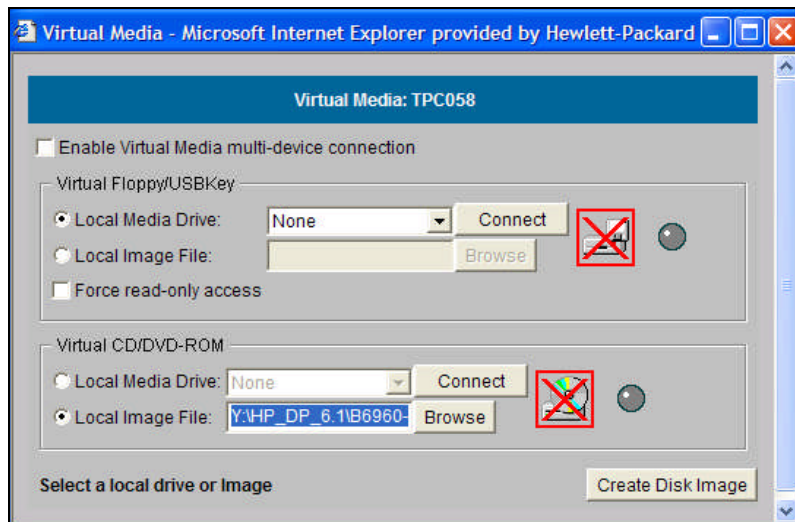 Virtual Media - Microsoft Internet Explorer provided by Hewlett-Packard
Virtual Media: TPC058
Enable Virtual Media multi-device connection
Virtual Floppy/USBKey
Local Media Drive: None Connect
Local Image File: Browse
Force read-only access
Virtual CD/DVD-ROM
Local Media Drive: None Connect
Local Image File: Y:\HP_DP_6.1\B6960- Browse
Select a local drive or Image Create Disk Image